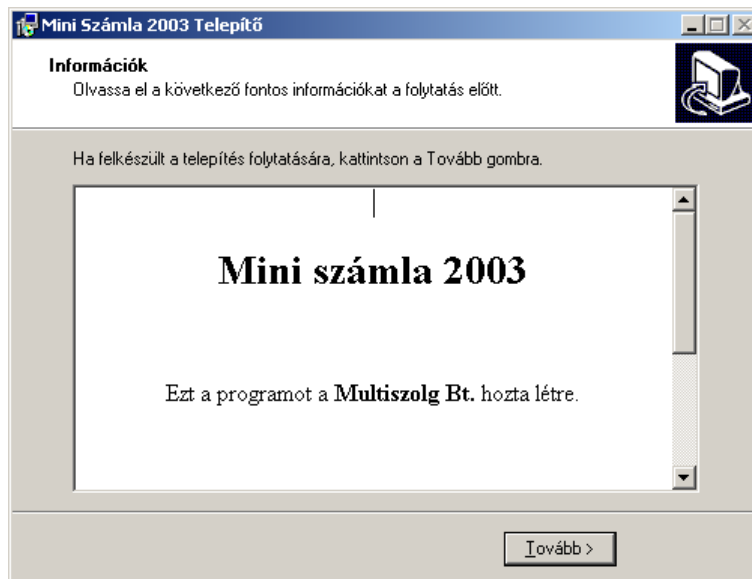 Mini Számla 2003 Telepítő
Információk
Olvassa el a következő fontos információkat a folytatás előtt.
Ha felkészült a telepítés folytatására, kattintson a Tovább gombra.
Mini számla 2003
Ezt a programot a Multiszolg Bt. hozta létre.
Tovább >